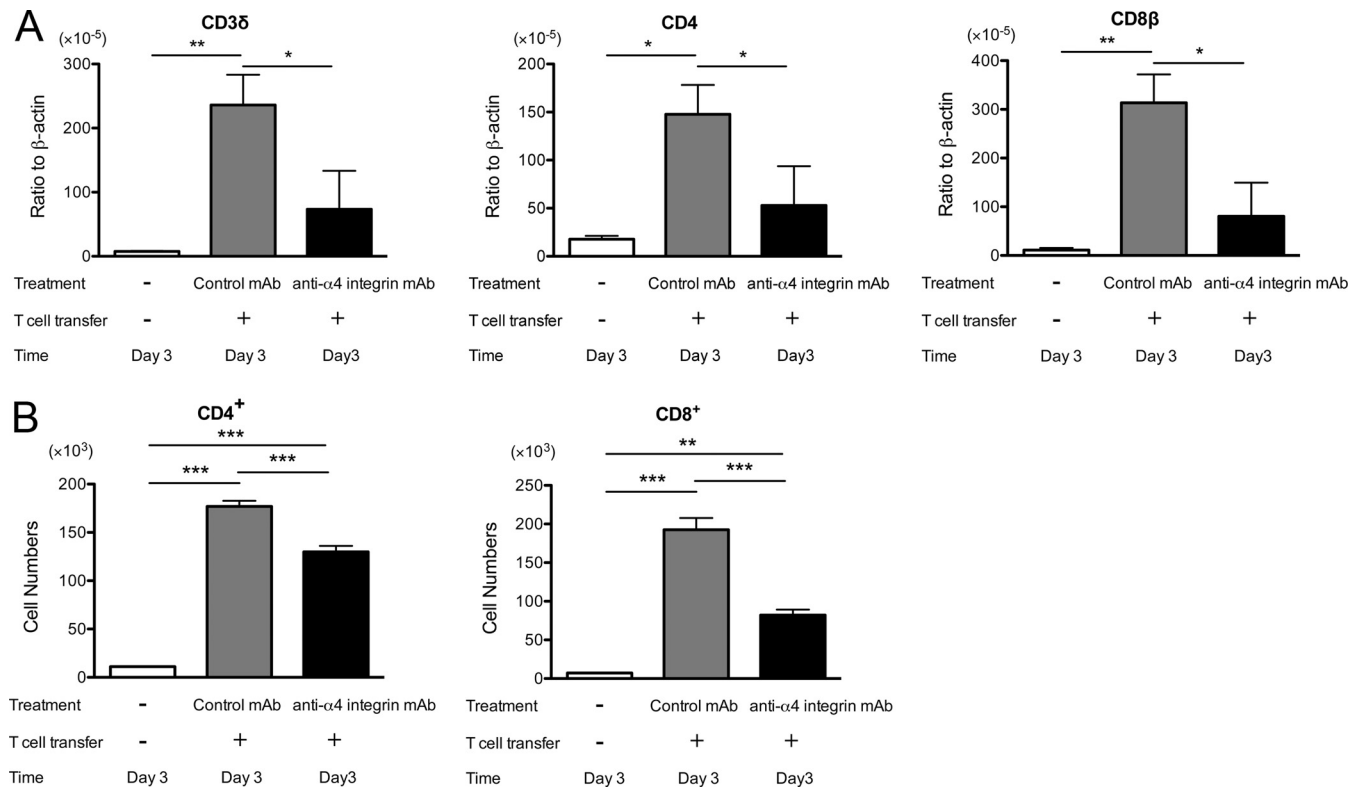 A
CD3δ
(×10-5)
** *
300
200
100
0
Ratio to β-actin
Treatment - Control mAb anti-α4 integrin mAb
T cell transfer - + +
Time Day 3 Day 3 Day3
CD4
(×10-5)
* *
200
150
100
50
0
Ratio to β-actin
Treatment - Control mAb anti-α4 integrin mAb
T cell transfer - + +
Time Day 3 Day 3 Day3
CD8β
(×10-5)
** *
400
300
400
100
0
Ratio to β-actin
Treatment - Control mAb anti-α4 integrin mAb
T cell transfer - + +
Time Day 3 Day 3 Day3
B
CD4+
(×103)
***
*** ***
200
150
100
50
0
Cell Numbers
Treatment - Control mAb anti-α4 integrin mAb
T cell transfer - + +
Time Day 3 Day 3 Day3
CD8+
(×103)
**
*** ***
250
200
150
100
50
0
Cell Numbers
Treatment - Control mAb anti-α4 integrin mAb
T cell transfer - + +
Time Day 3 Day 3 Day3